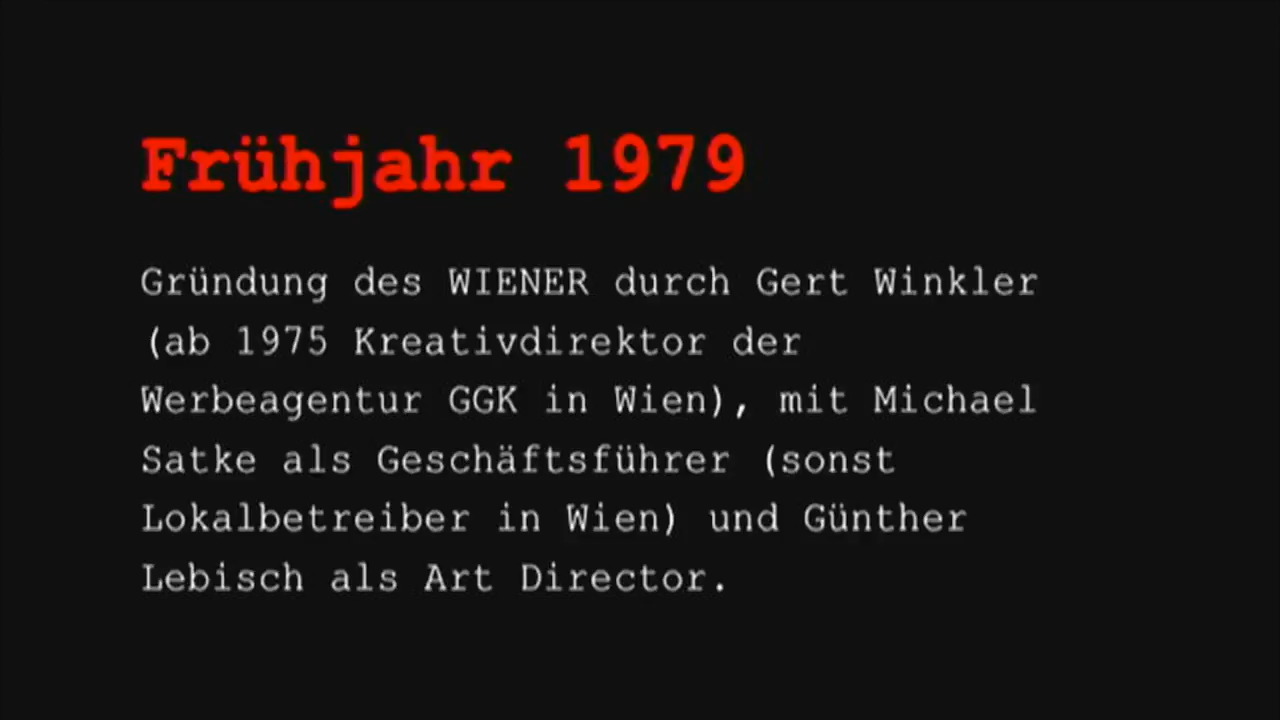 Frühjahr 1979
Gründung des WIENER durch Gert Winkler
(ab 1975 Kreativdirektor der
Werbeagentur GGK in Wien), mit Michael
Satke als Geschäftsführer (sonst
Lokalbetreiber in Wien) und Günther
Lebisch als Art Director.